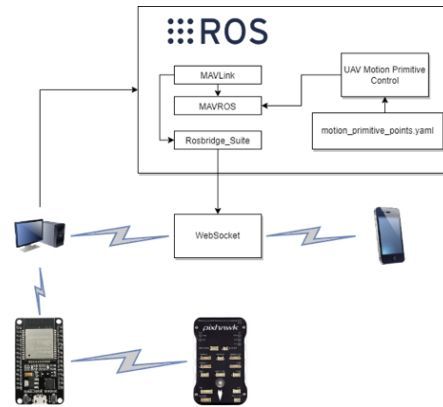 ROS
MAVLink
UAV Motion Primitive
Control
MAVROS
motion_primitive_points.yaml
Rosbridge_Suite
WebSocket
pixhawk